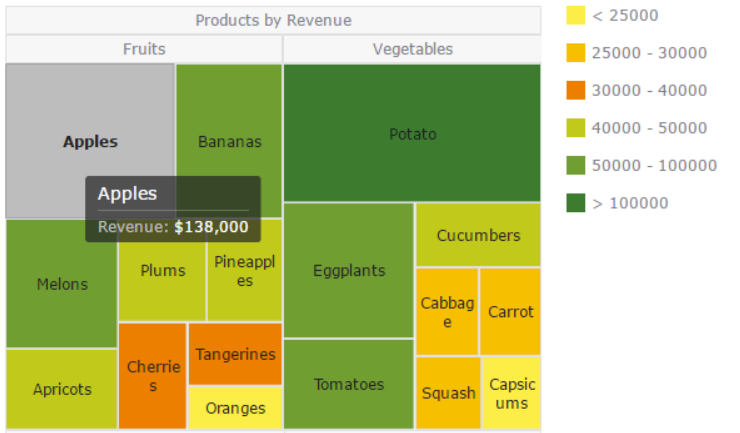 Products by Revenue
Fruits
Vegetables
Apples
Bananas
Potato
Apples
Revenue: $138,000
Melons
Plums
Pineappl
es
Eggplants
Cucumbers
Cabbag
e
Carrot
Apricots
Cherrie
s
Tangerines
Oranges
Tomatoes
Squash
Capsic
ums
< 25000
25000 - 30000
30000 - 40000
40000 - 50000
50000 - 100000
> 100000